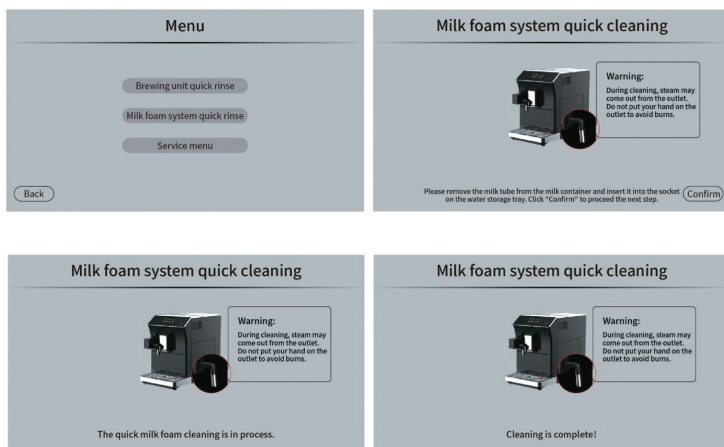 Menu
Brewing unit quick rinse
Milk foam system quick rinse
Service menu
Back
Milk foam system quick cleaning
Warning:
During cleaning, steam may
come out from the outlet.
Do not put your hand on the
outlet to avoid burns.
Please remove the milk tube from the milk container and insert it into the socket
on the water storage tray. Click "Confirm" to proceed the next step.
Confirm
Milk foam system quick cleaning
Warning:
During cleaning, steam may
come out from the outlet.
Do not put your hand on the
outlet to avoid burns.
The quick milk foam cleaning is in process.
Milk foam system quick cleaning
Warning:
During cleaning, steam may
come out from the outlet.
Do not put your hand on the
outlet to avoid burns.
Cleaning is complete!